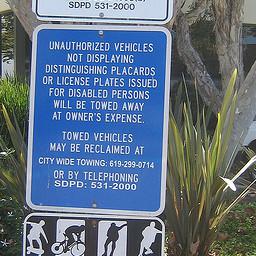 SDPD 531-2000
UNAUTHORIZED VEHICLES
NOT DISPLAYING
DISTINGUISHING PLACARDS
OR LICENSE PLATES ISSUED
FOR DISABLED PERSONS
WILL BE TOWED AWAY
AT OWNER'S EXPENSE.
TOWED VEHICLES
MAY BE RECLAIMED AT
CITY WIDE TOWING: 619-299-0714
OR BY TELEPHONING
SDPD: 531-2000